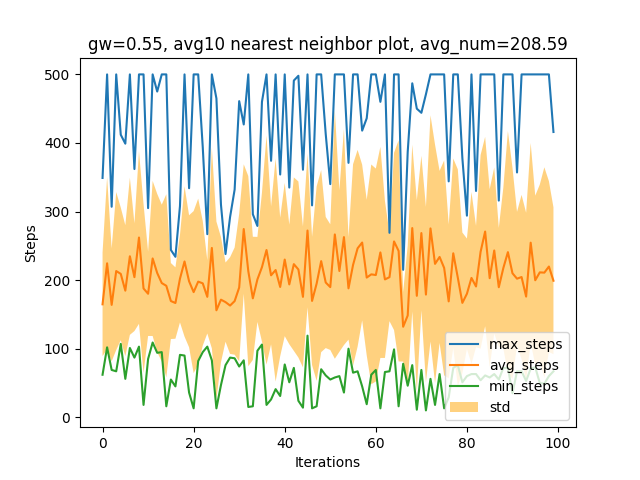 gw=0.55, avg10 nearest neighbor plot, avg_num=208.59
500
400
300
200
100
0
Steps
0
20
40
60
80
100
Iterations
max_steps
avg_steps
min_steps
std